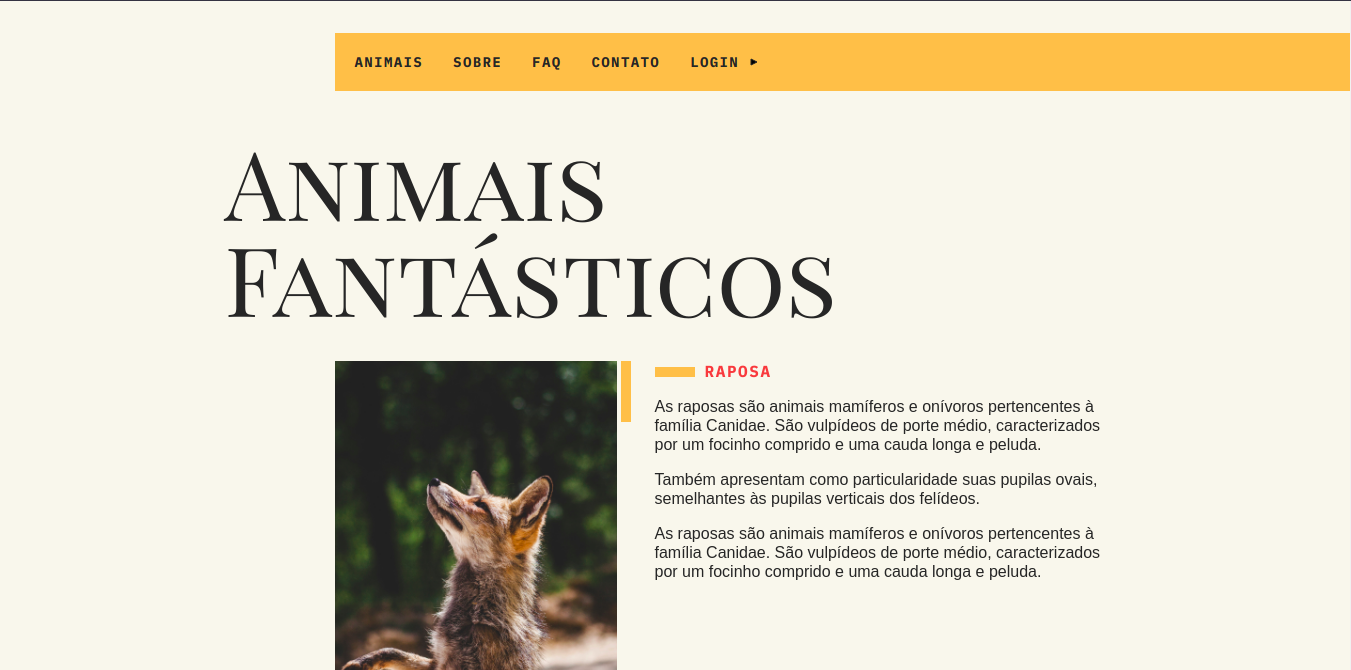 ANIMAIS SOBRE FAQ CONTATO LOGIN ▸
Animais
Fantásticos
RAPOSA
As raposas são animais mamíferos e onívoros pertencentes à
família Canidae. São vulpídeos de porte médio, caracterizados
por um focinho comprido e uma cauda longa e peluda.
Também apresentam como particularidade suas pupilas ovais,
semelhantes às pupilas verticais dos felídeos.
As raposas são animais mamíferos e onívoros pertencentes à
família Canidae. São vulpídeos de porte médio, caracterizados
por um focinho comprido e uma cauda longa e peluda.